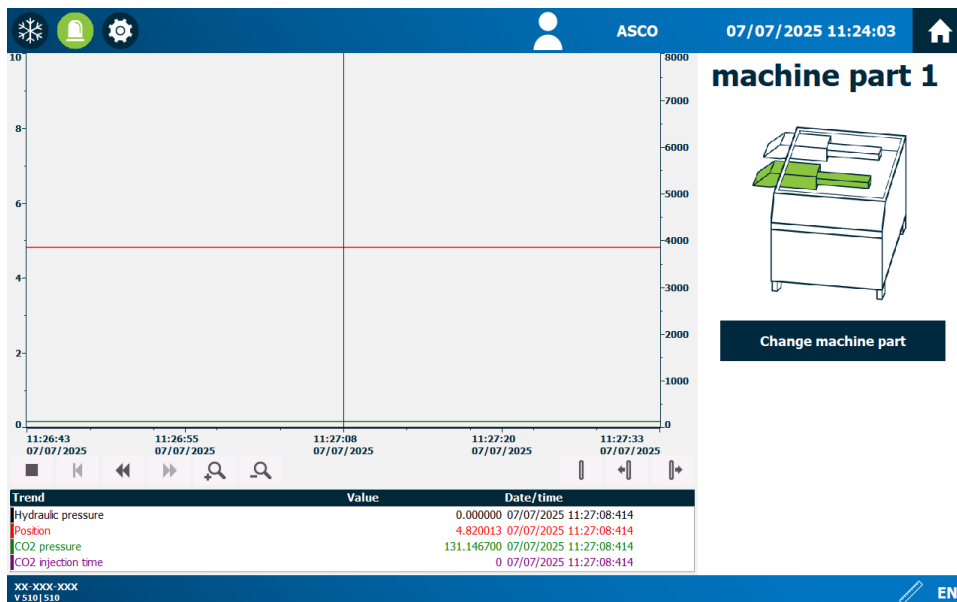 ASCO
07/07/2025 11:24:03
machine part 1
10
8
6
4
2
0
8000
7000
6000
5000
4000
3000
2000
1000
0
11:26:43 11:26:55 11:27:08 11:27:20 11:27:33
07/07/2025 07/07/2025 07/07/2025 07/07/2025 07/07/2025
Change machine part
Trend Value Date/time
Hydraulic pressure 0.000000 07/07/2025 11:27:08:414
Position 4.820013 07/07/2025 11:27:08:414
CO2 pressure 131.146700 07/07/2025 11:27:08:414
CO2 injection time 0 07/07/2025 11:27:08:414
XX-XXX-XXX
V 510 | 510
EN